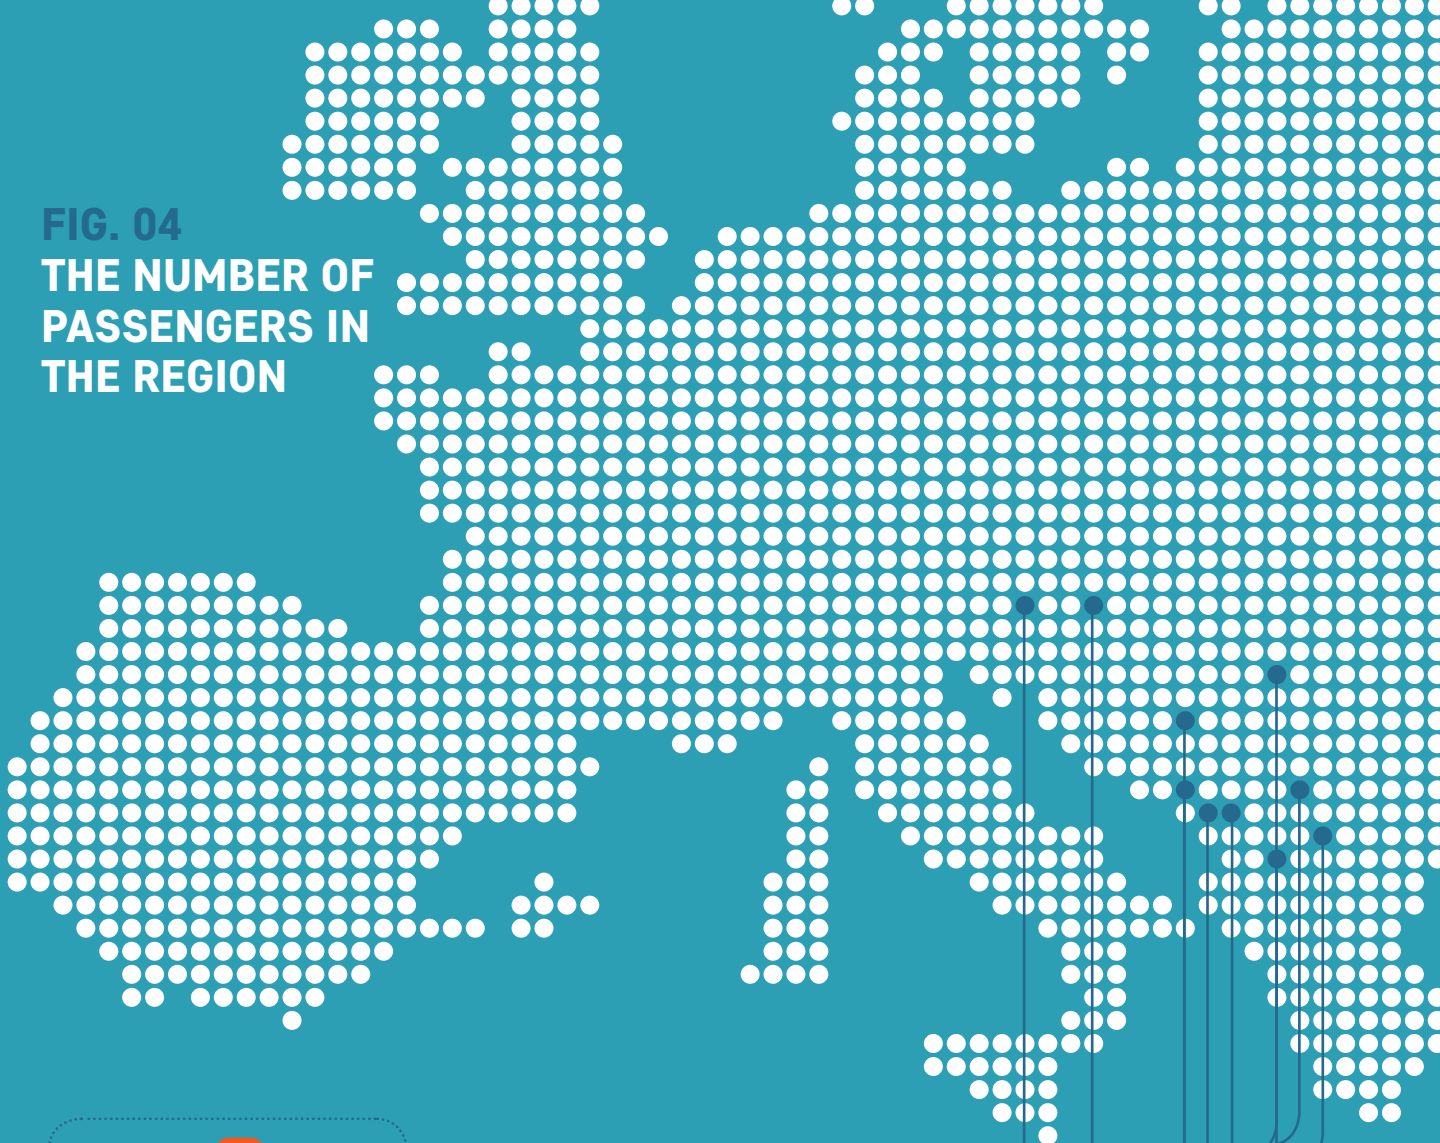 FIG. 04
THE NUMBER OF
PASSENGERS IN
THE REGION